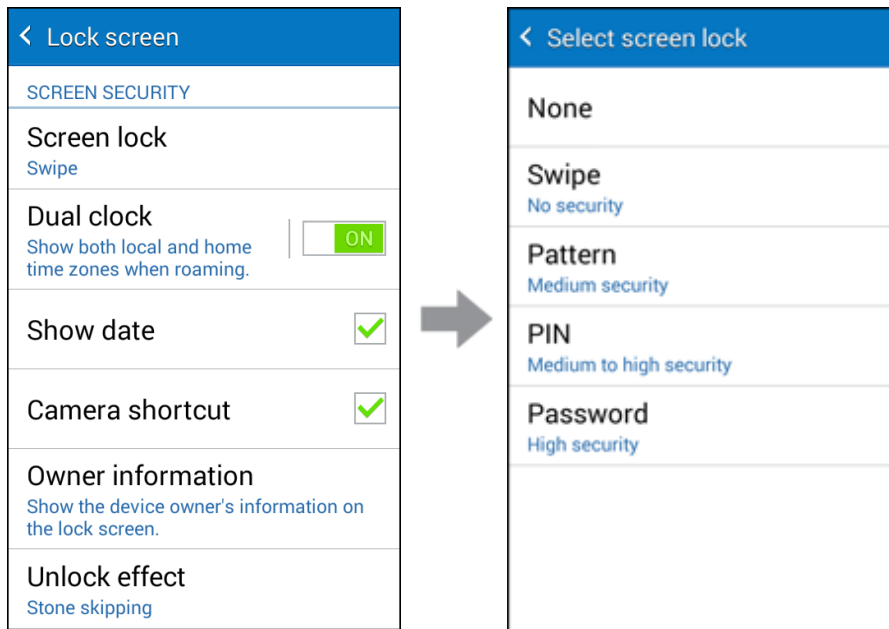 Lock screen
SCREEN SECURITY
Screen lock
Swipe
Dual clock
Show both local and home
time zones when roaming.
ON
Show date
Camera shortcut
Owner information
Show the device owner's information on
the lock screen.
Unlock effect
Stone skipping
Select screen lock
None
Swipe
No security
Pattern
Medium security
PIN
Medium to high security
Password
High security